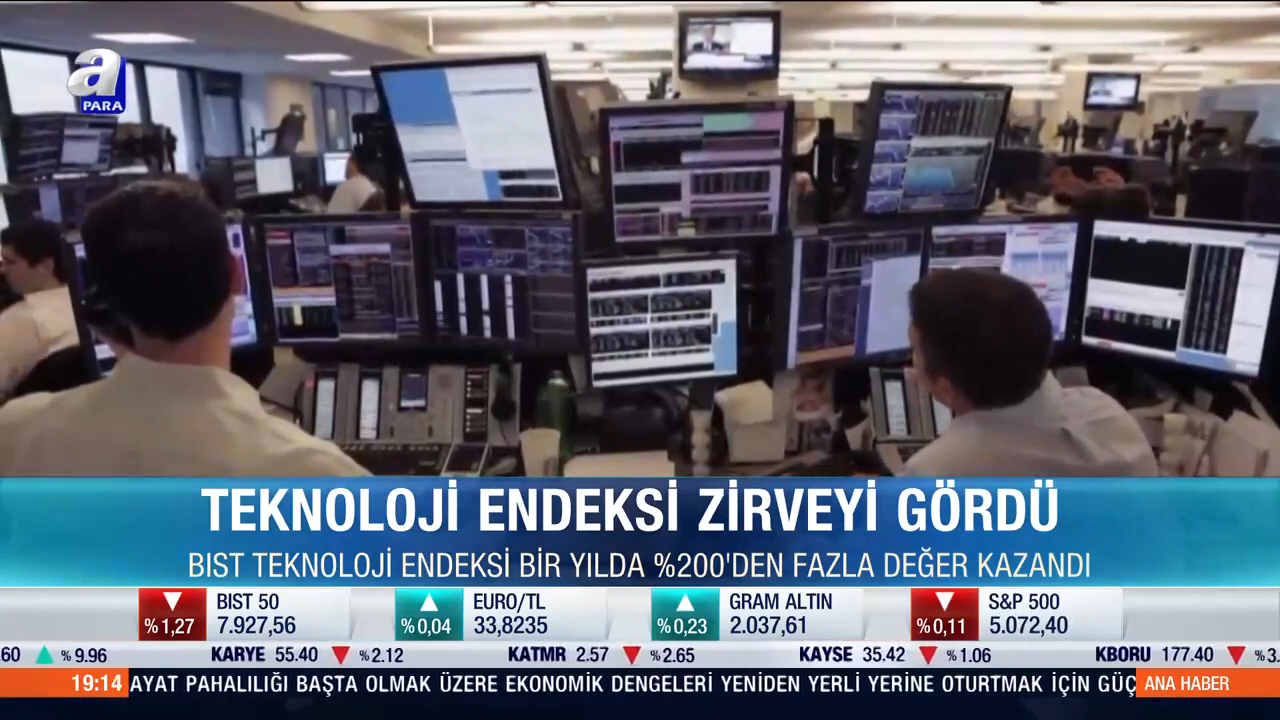 a
PARA
TEKNOLOJİ ENDEKSİ ZİRVEYİ GÖRDÜ
BIST TEKNOLOJİ ENDEKSİ BİR YILDA %200'DEN FAZLA DEĞER KAZANDI
% 1,27 BIST 50 7.927,56
% 0,04 EURO/TL 33,8235
% 0,23 GRAM ALTIN 2.037,61
% 0,11 S&P 500 5.072,40
60 % 9.96 KARYE 55.40 % 2.12 KATMR 2.57 % 2.65 KAYSE 35.42 % 1.06 KBORU 177.40 % 3.
19:14 AYAT PAHALILIĞI BAŞTA OLMAK ÜZERE EKONOMİK DENGELERİ YENİDEN YERLİ YERİNE OTURTMAK İÇİN GÜÇ ANA HABER